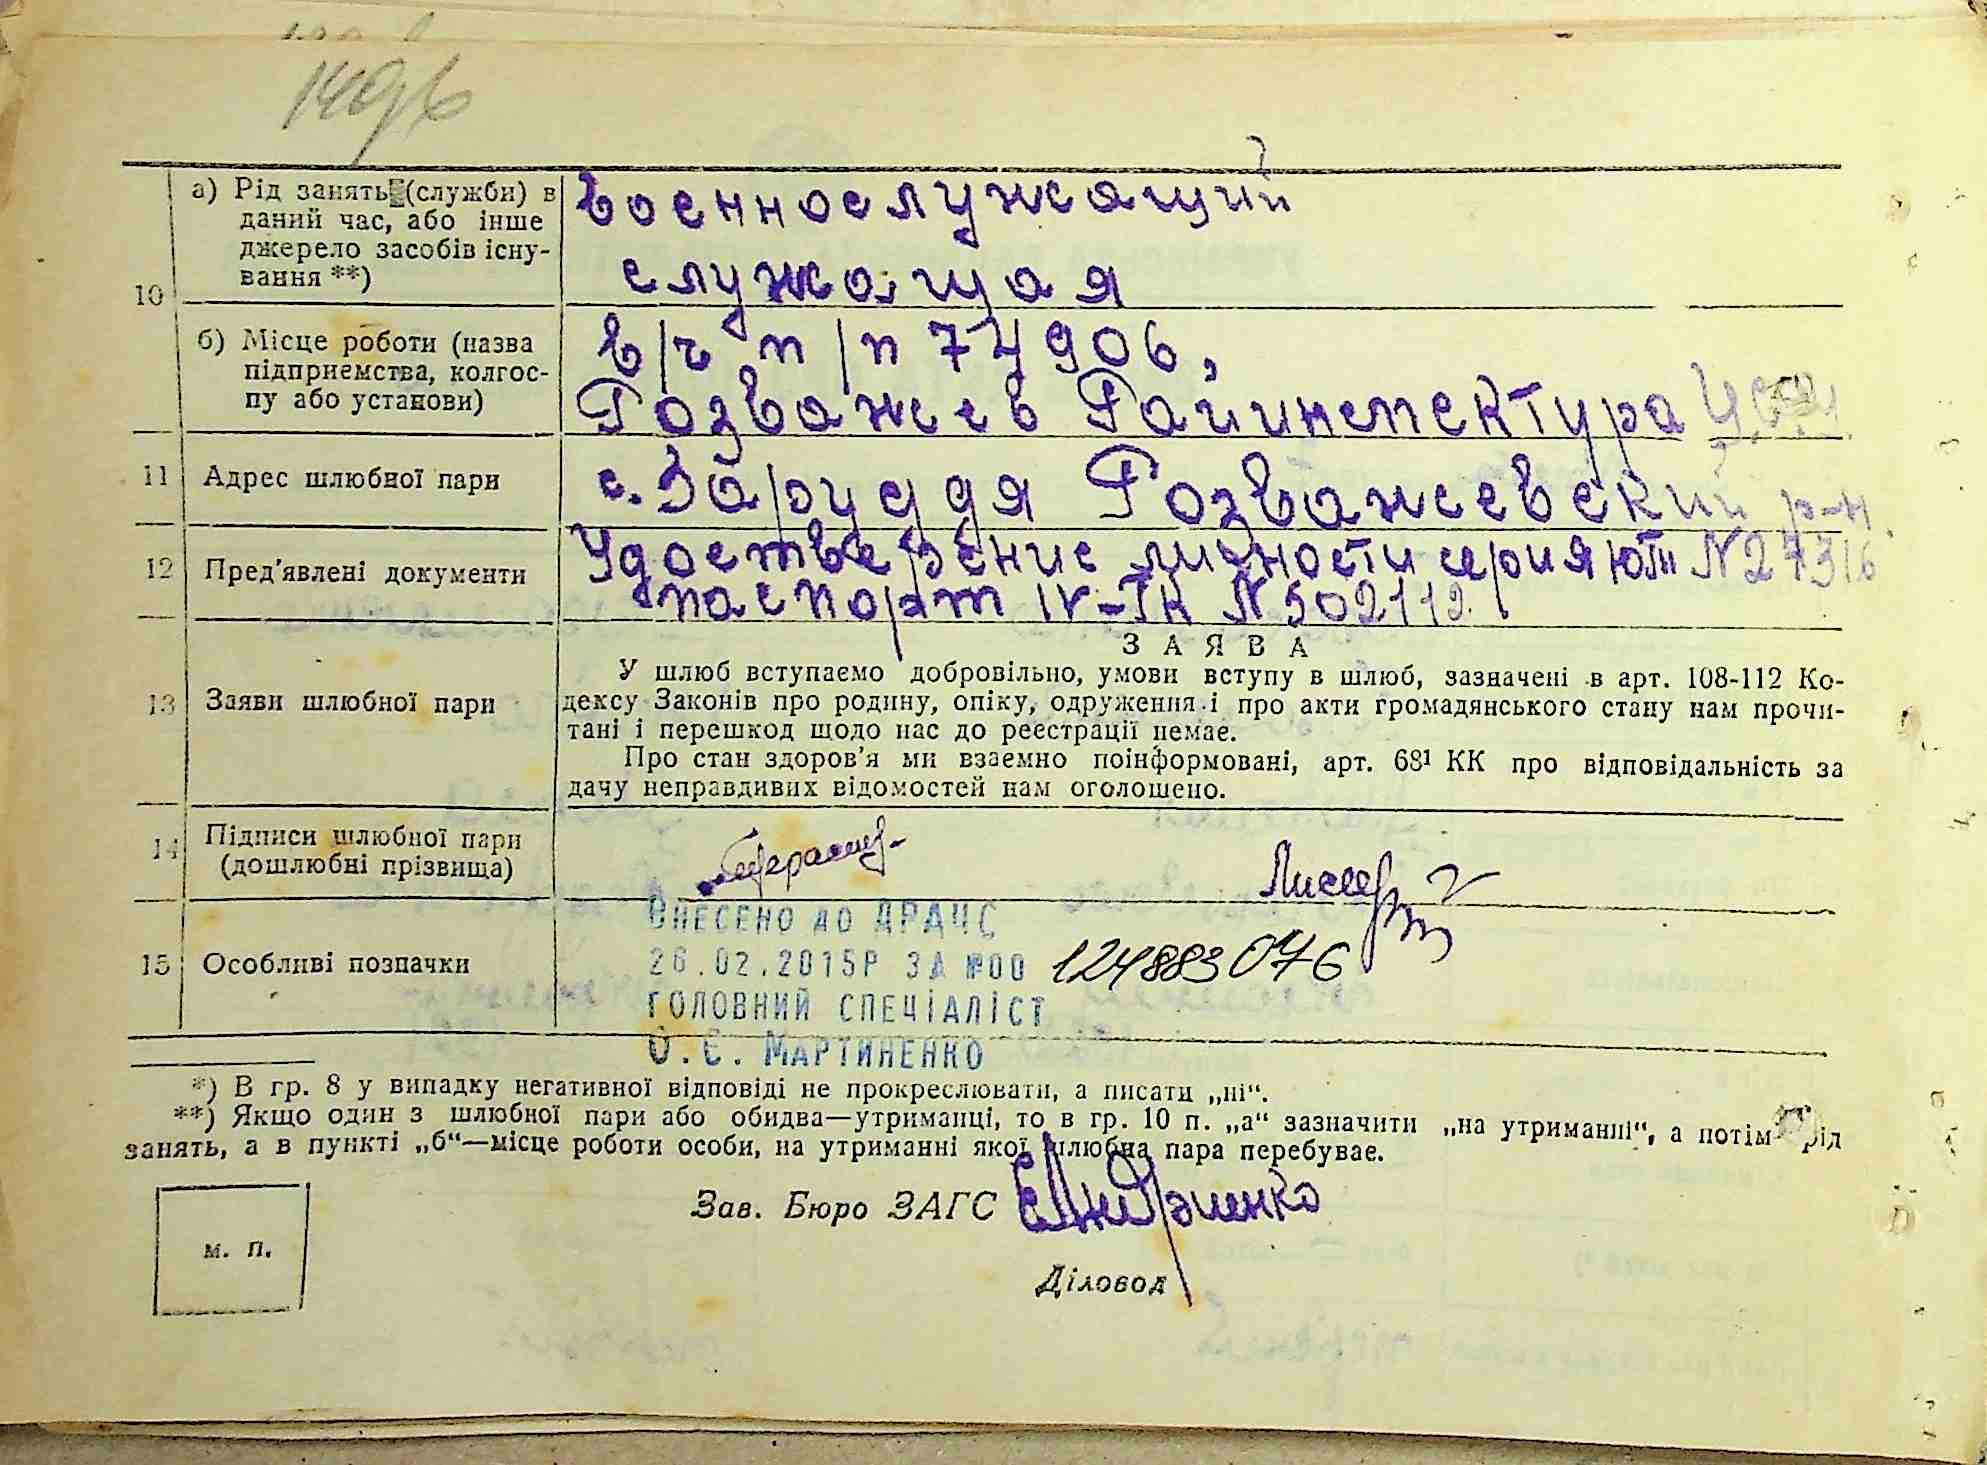 149б
10
а) Рід занять (служби) в
даний час, або інше
джерело засобів існу-
вання **)
военнослужащий
служащая
б) Місце роботи (назва
підприємства, колгос-
пу або установи)
в/ч п/п 74906,
Розважев Райинспектура
11 Адрес шлюбної пари
с. Заруддя Розважевский р-н
12 Пред'явлені документи
Удостверение личности серия ЮТ № 27316
паспорт IV-ТК № 502112
13 Заяви шлюбної пари
ЗАЯВА
У шлюб вступаємо добровільно, умови вступу в шлюб, зазначені в арт. 108-112 Ко-
дексу Законів про родину, опіку, одруження і про акти громадянського стану нам прочи-
тані і перешкод щодо нас до реєстрації немає.
Про стан здоров'я ми взаємно поінформовані, арт. 68¹ КК про відповідальність за
дачу неправдивих відомостей нам оголошено.
14 Підписи шлюбної пари
(дошлюбні прізвища)
15 Особливі позначки
ВНЕСЕНО ДО ДРАЦС
26.02.2015Р ЗА №00 124883076
ГОЛОВНИЙ СПЕЦІАЛІСТ
О.Є. МАРТИНЕНКО
*) В гр. 8 у випадку негативної відповіді не прокреслювати, а писати „ні“.
**) Якщо один з шлюбної пари або обидва—утриманці, то в гр. 10 п. „а“ зазначити „на утриманні“, а потім рід
занять, а в пункті „б“—місце роботи особи, на утриманні якої шлюбна пара перебуває.
Зав. Бюро ЗАГС
м. п.
Діловод